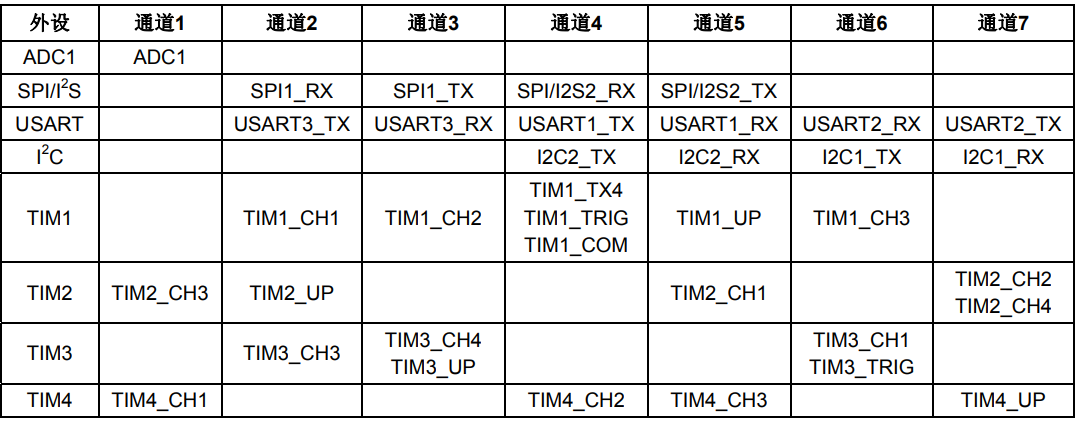 外设 通道1 通道2 通道3 通道4 通道5 通道6 通道7
ADC1 ADC1
SPI/I²S SPI1_RX SPI1_TX SPI/I2S2_RX SPI/I2S2_TX
USART USART3_TX USART3_RX USART1_TX USART1_RX USART2_RX USART2_TX
I²C I2C2_TX I2C2_RX I2C1_TX I2C1_RX
TIM1_TX4
TIM1 TIM1_CH1 TIM1_CH2 TIM1_TRIG TIM1_UP TIM1_CH3
TIM1_COM
TIM2_CH2
TIM2 TIM2_CH3 TIM2_UP TIM2_CH1
TIM2_CH4
TIM3_CH4 TIM3_CH1
TIM3 TIM3_CH3
TIM3_UP TIM3_TRIG
TIM4 TIM4_CH1 TIM4_CH2 TIM4_CH3 TIM4_UP